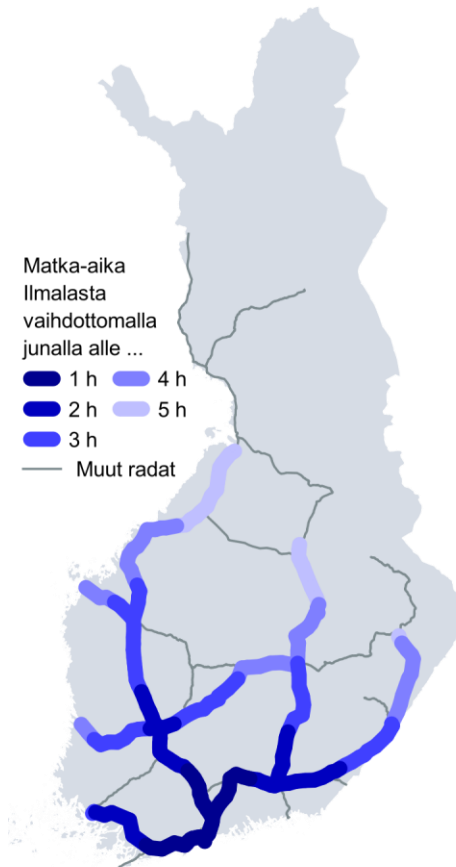 Matka-aika
Ilmalasta
vaihdottomalla
junalla alle ...
1 h 4 h
2 h 5 h
3 h
Muut radat